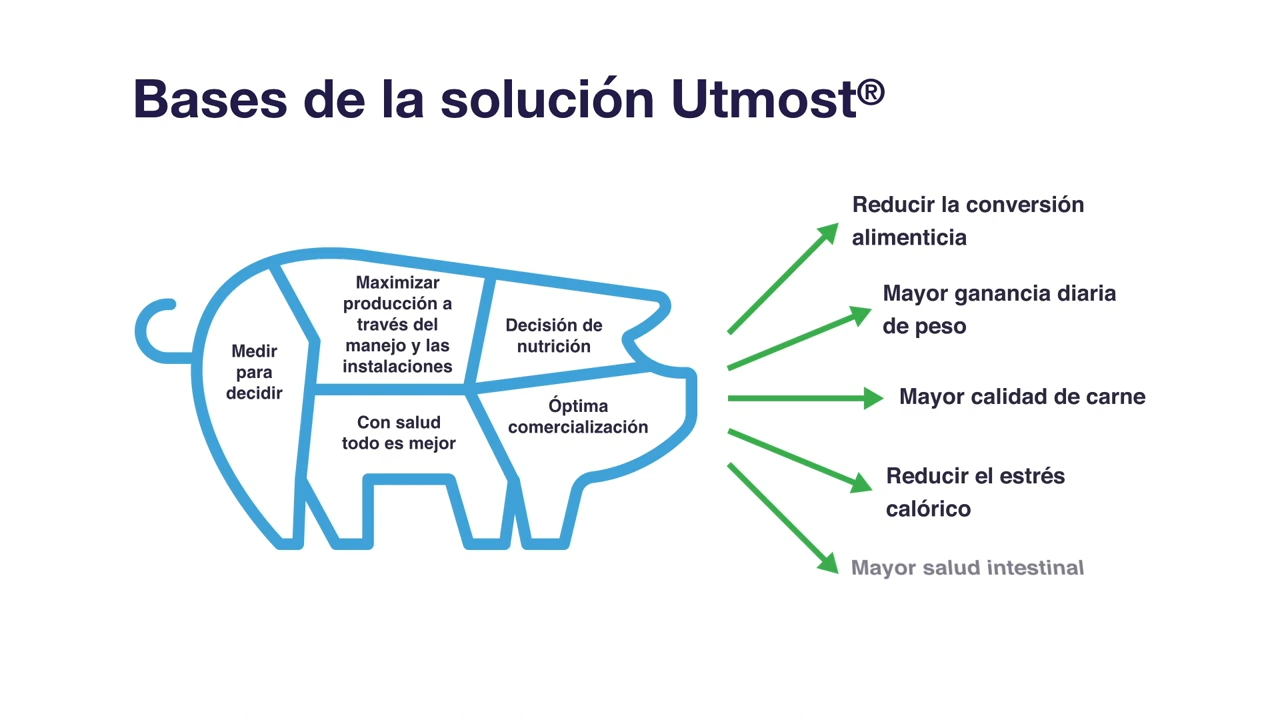 Bases de la solución Utmost®
Medir
para
decidir
Maximizar
producción a
través del
manejo y las
instalaciones
Decisión de
nutrición
Con salud
todo es mejor
Óptima
comercialización
Reducir la conversión
alimenticia
Mayor ganancia diaria
de peso
Mayor calidad de carne
Reducir el estrés
calórico
Mayor salud intestinal